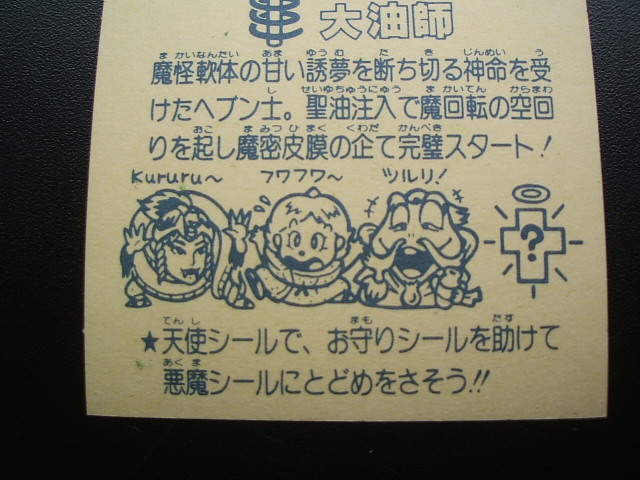 大油師
魔怪軟体の甘い誘夢を断ち切る神命を受
けたヘブン士。聖油注入で魔回転の空回
りを起し魔密皮膜の企て完璧スタート!
Kururu〜 フワフワ〜 ツルリ!
?
★天使シールで、お守りシールを助けて
悪魔シールにとどめをさそう!!